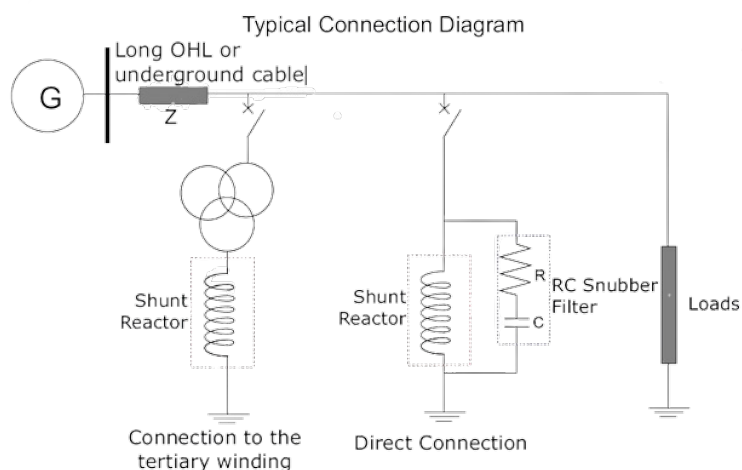 Typical Connection Diagram
Long OHL or
underground cable
G
Z
Shunt
Reactor
Shunt
Reactor
R
C
RC Snubber
Filter
Loads
Connection to the
tertiary winding
Direct Connection